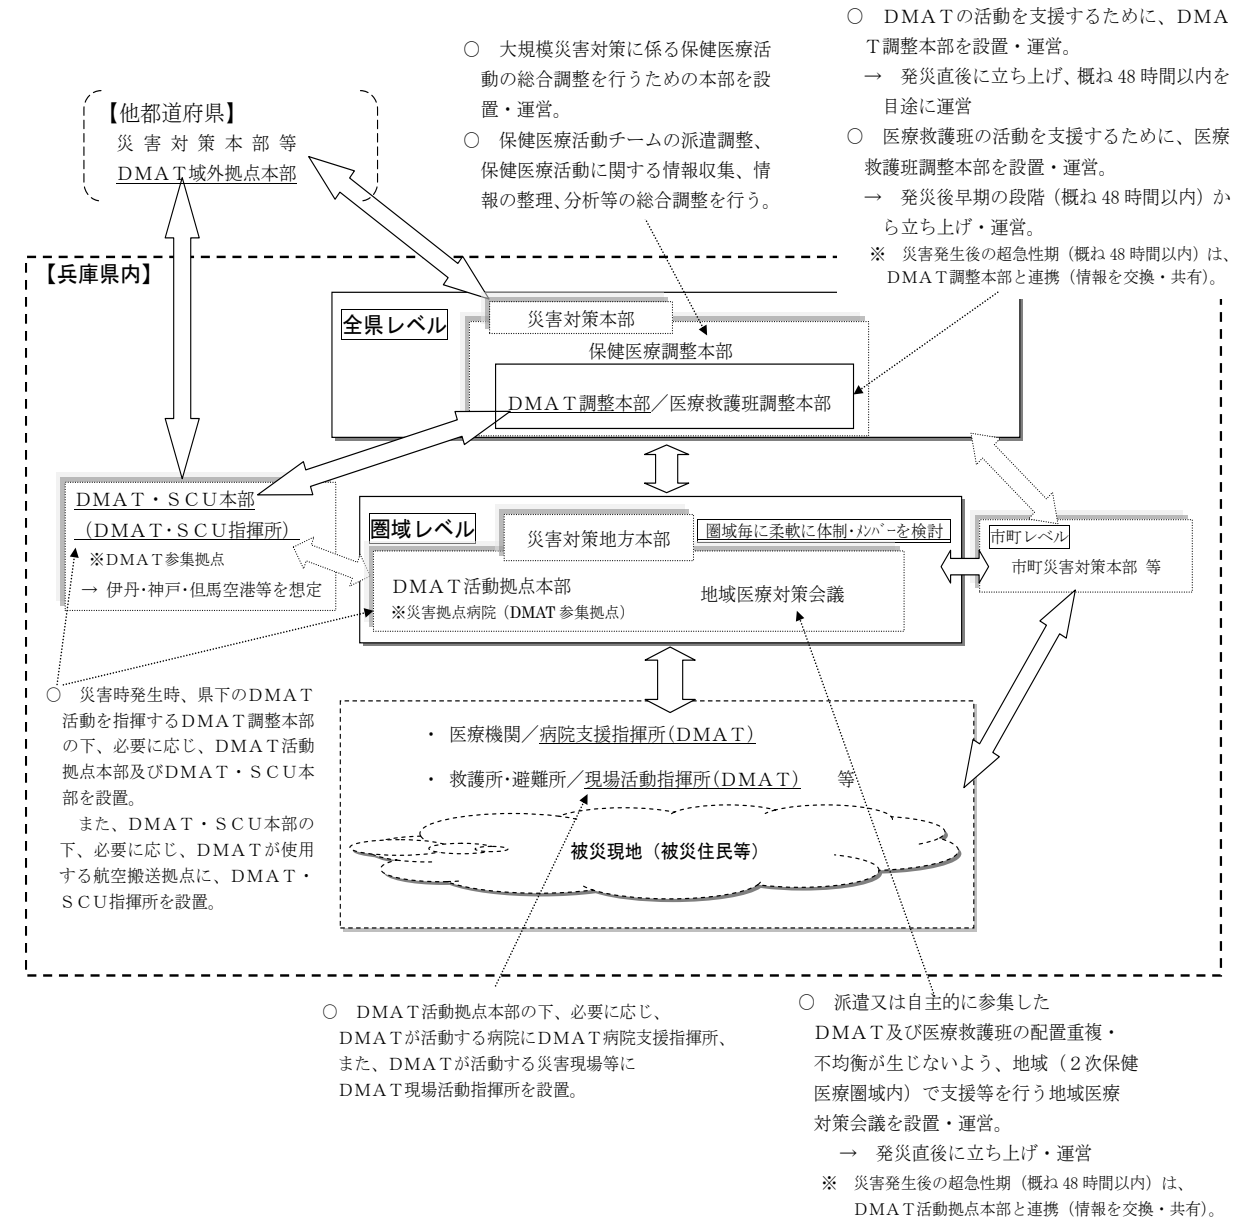 ○　大規模災害対策に係る保健医療活
動の総合調整を行うための本部を設
置・運営。
○　保健医療活動チームの派遣調整、
保健医療活動に関する情報収集、情
報の整理、分析等の総合調整を行う。
○　ＤＭＡＴの活動を支援するために、ＤＭＡ
Ｔ調整本部を設置・運営。
→　発災直後に立ち上げ、概ね 48 時間以内を
目途に運営
○　医療救護班の活動を支援するために、医療
救護班調整本部を設置・運営。
→　発災後早期の段階（概ね 48 時間以内）か
ら立ち上げ・運営。
※　災害発生後の超急性期（概ね 48 時間以内）は、
ＤＭＡＴ調整本部と連携（情報を交換・共有）。
【他都道府県】
災害対策本部等
ＤＭＡＴ域外拠点本部
【兵庫県内】
全県レベル
災害対策本部
保健医療調整本部
ＤＭＡＴ調整本部／医療救護班調整本部
ＤＭＡＴ・ＳＣＵ本部
（ＤＭＡＴ・ＳＣＵ指揮所）
※ＤＭＡＴ参集拠点
→ 伊丹・神戸・但馬空港等を想定
圏域レベル
災害対策地方本部
圏域毎に柔軟に体制・ﾒﾝﾊﾞｰを検討
ＤＭＡＴ活動拠点本部
※災害拠点病院（DMAT 参集拠点）
地域医療対策会議
市町レベル
市町災害対策本部 等
○　災害時発生時、県下のＤＭＡＴ
活動を指揮するＤＭＡＴ調整本部
の下、必要に応じ、ＤＭＡＴ活動
拠点本部及びＤＭＡＴ・ＳＣＵ本
部を設置。
また、ＤＭＡＴ・ＳＣＵ本部の
下、必要に応じ、ＤＭＡＴが使用
する航空搬送拠点に、ＤＭＡＴ・
ＳＣＵ指揮所を設置。
・ 医療機関／病院支援指揮所（ＤＭＡＴ）
・ 救護所・避難所／現場活動指揮所（ＤＭＡＴ）　等
被災現地（被災住民等）
○　ＤＭＡＴ活動拠点本部の下、必要に応じ、
ＤＭＡＴが活動する病院にＤＭＡＴ病院支援指揮所、
また、ＤＭＡＴが活動する災害現場等に
ＤＭＡＴ現場活動指揮所を設置。
○　派遣又は自主的に参集した
ＤＭＡＴ及び医療救護班の配置重複・
不均衡が生じないよう、地域（２次保健
医療圏域内）で支援等を行う地域医療
対策会議を設置・運営。
→　発災直後に立ち上げ・運営
※　災害発生後の超急性期（概ね 48 時間以内）は、
ＤＭＡＴ活動拠点本部と連携（情報を交換・共有）。